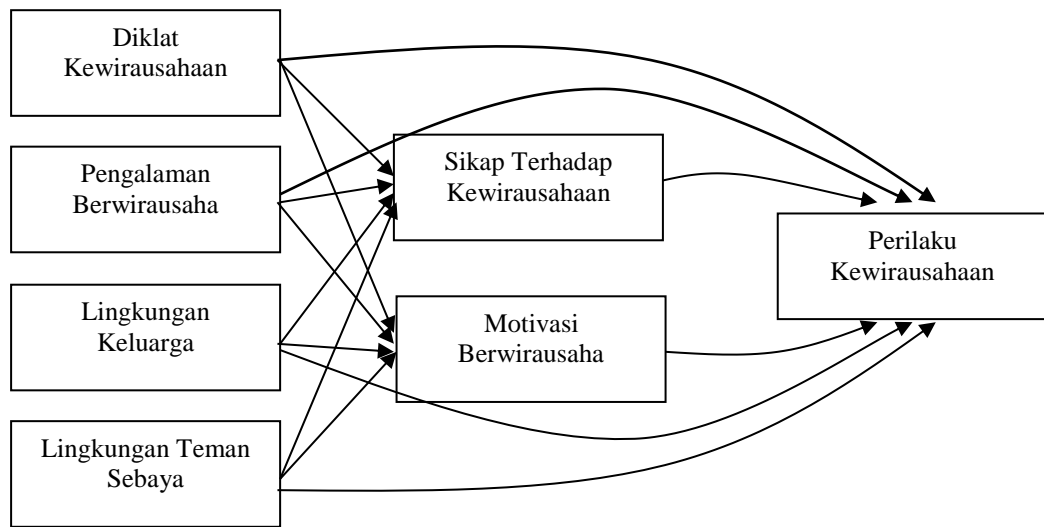 Diklat
Kewirausahaan
Pengalaman
Berwirausaha
Lingkungan
Keluarga
Lingkungan Teman
Sebaya
Sikap Terhadap
Kewirausahaan
Motivasi
Berwirausaha
Perilaku
Kewirausahaan